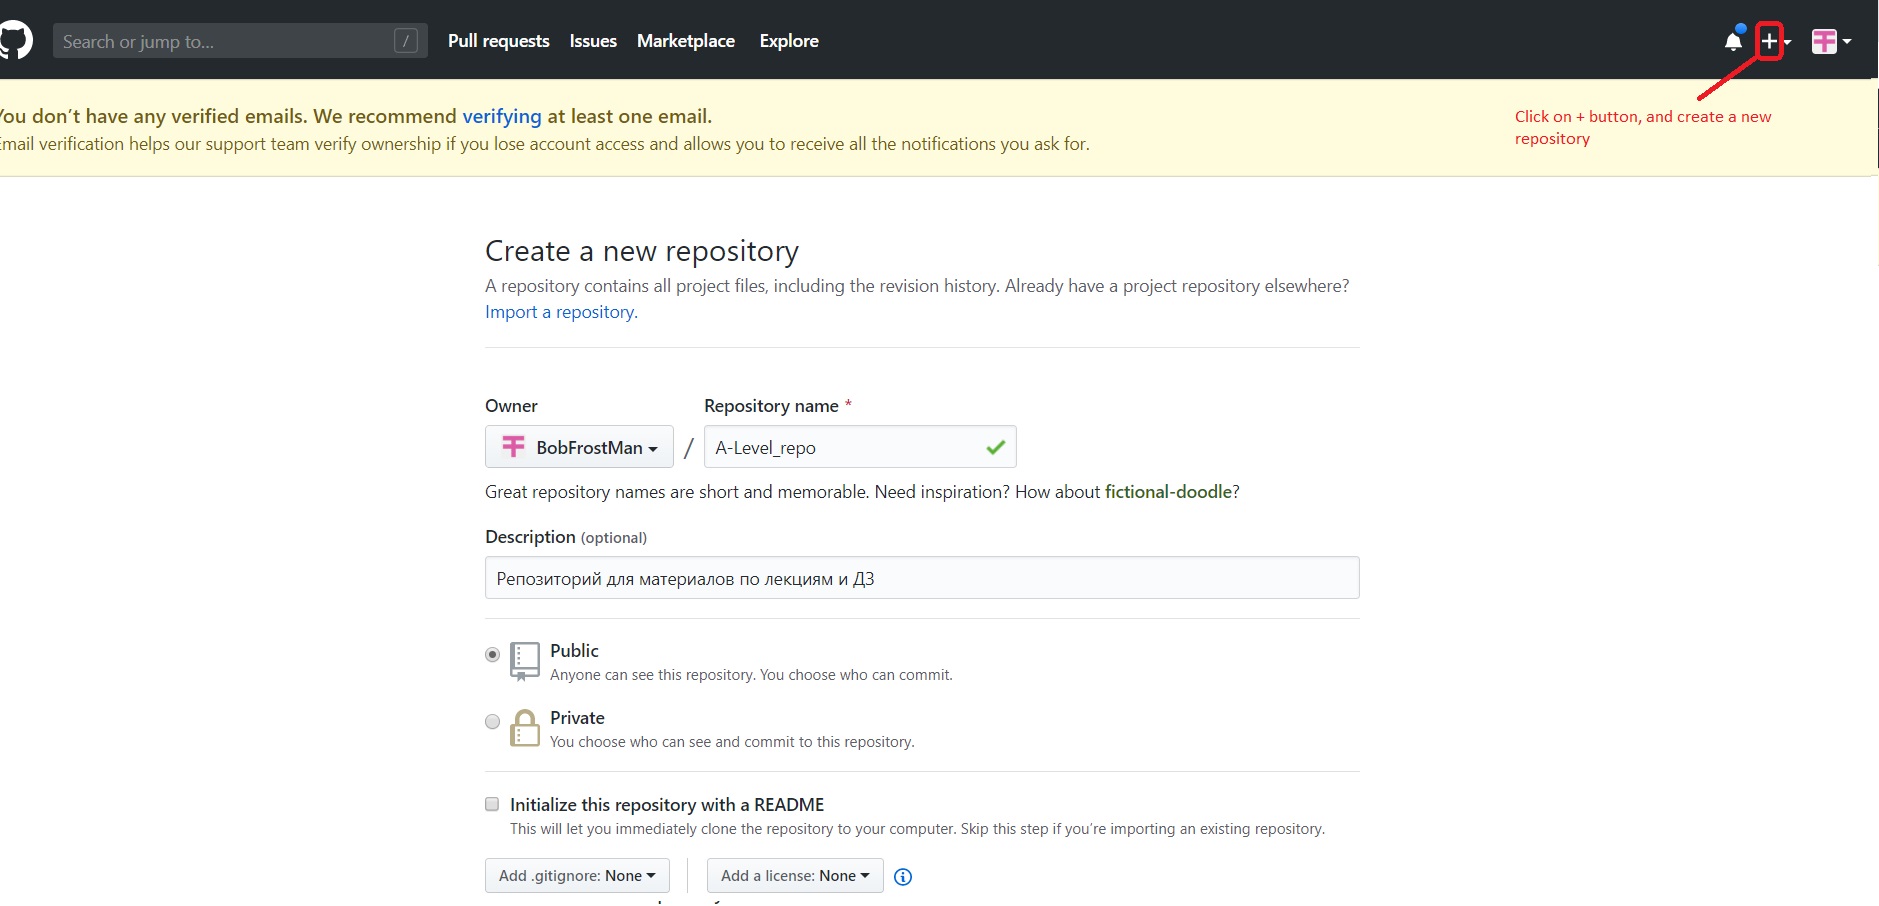 Search or jump to... /
Pull requests Issues Marketplace Explore
You don’t have any verified emails. We recommend verifying at least one email.
Email verification helps our support team verify ownership if you lose account access and allows you to receive all the notifications you ask for.
Click on + button, and create a new
repository
Create a new repository
A repository contains all project files, including the revision history. Already have a project repository elsewhere?
Import a repository.
Owner
Repository name *
BobFrostMan / A-Level_repo
Great repository names are short and memorable. Need inspiration? How about fictional-doodle?
Description (optional)
Репозиторий для материалов по лекциям и ДЗ
Public
Anyone can see this repository. You choose who can commit.
Private
You choose who can see and commit to this repository.
Initialize this repository with a README
This will let you immediately clone the repository to your computer. Skip this step if you’re importing an existing repository.
Add .gitignore: None
Add a license: None